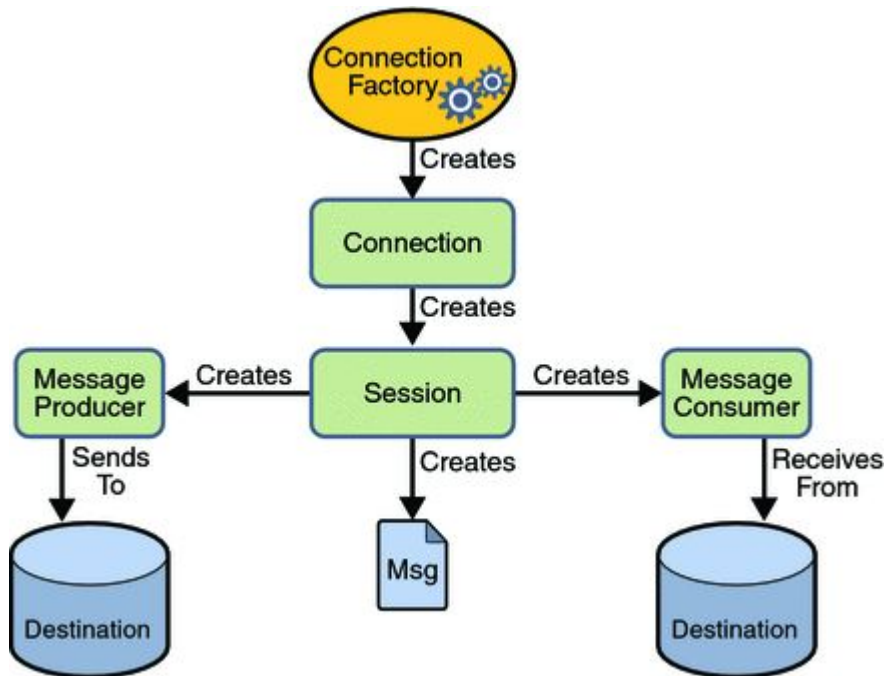 Connection
Factory
Creates
Connection
Creates
Message
Producer
Creates
Session
Creates
Message
Consumer
Sends
To
Creates
Receives
From
Destination
Msg
Destination